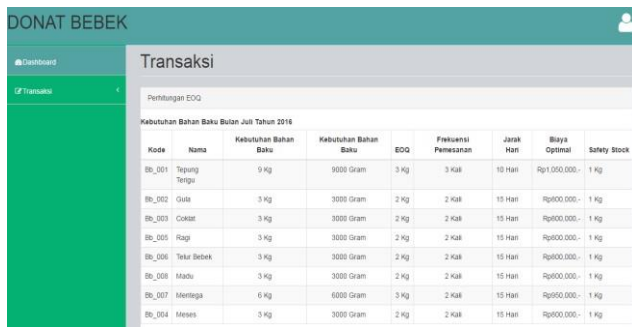 DONAT BEBEK
Dashboard
Transaksi
Transaksi
Perhitungan EOQ
Kebutuhan Bahan Baku Bulan Juli Tahun 2016
Kode Nama Kebutuhan Bahan Baku Kebutuhan Bahan Baku EOQ Frekuensi Pemesanan Jarak Hari Biaya Optimal Safety Stock
Bb_001 Tepung Terigu 9 Kg 9000 Gram 3 Kg 3 Kali 10 Hari Rp1,050,000,- 1 Kg
Bb_002 Gula 3 Kg 3000 Gram 2 Kg 2 Kali 15 Hari Rp800,000,- 1 Kg
Bb_003 Coklat 3 Kg 3000 Gram 2 Kg 2 Kali 15 Hari Rp800,000,- 1 Kg
Bb_005 Ragi 3 Kg 3000 Gram 2 Kg 2 Kali 15 Hari Rp800,000,- 1 Kg
Bb_006 Telur Bebek 3 Kg 3000 Gram 2 Kg 2 Kali 15 Hari Rp800,000,- 1 Kg
Bb_008 Madu 3 Kg 3000 Gram 2 Kg 2 Kali 15 Hari Rp800,000,- 1 Kg
Bb_007 Mentega 6 Kg 6000 Gram 3 Kg 2 Kali 15 Hari Rp950,000,- 1 Kg
Bb_004 Meses 3 Kg 3000 Gram 2 Kg 2 Kali 15 Hari Rp800,000,- 1 Kg